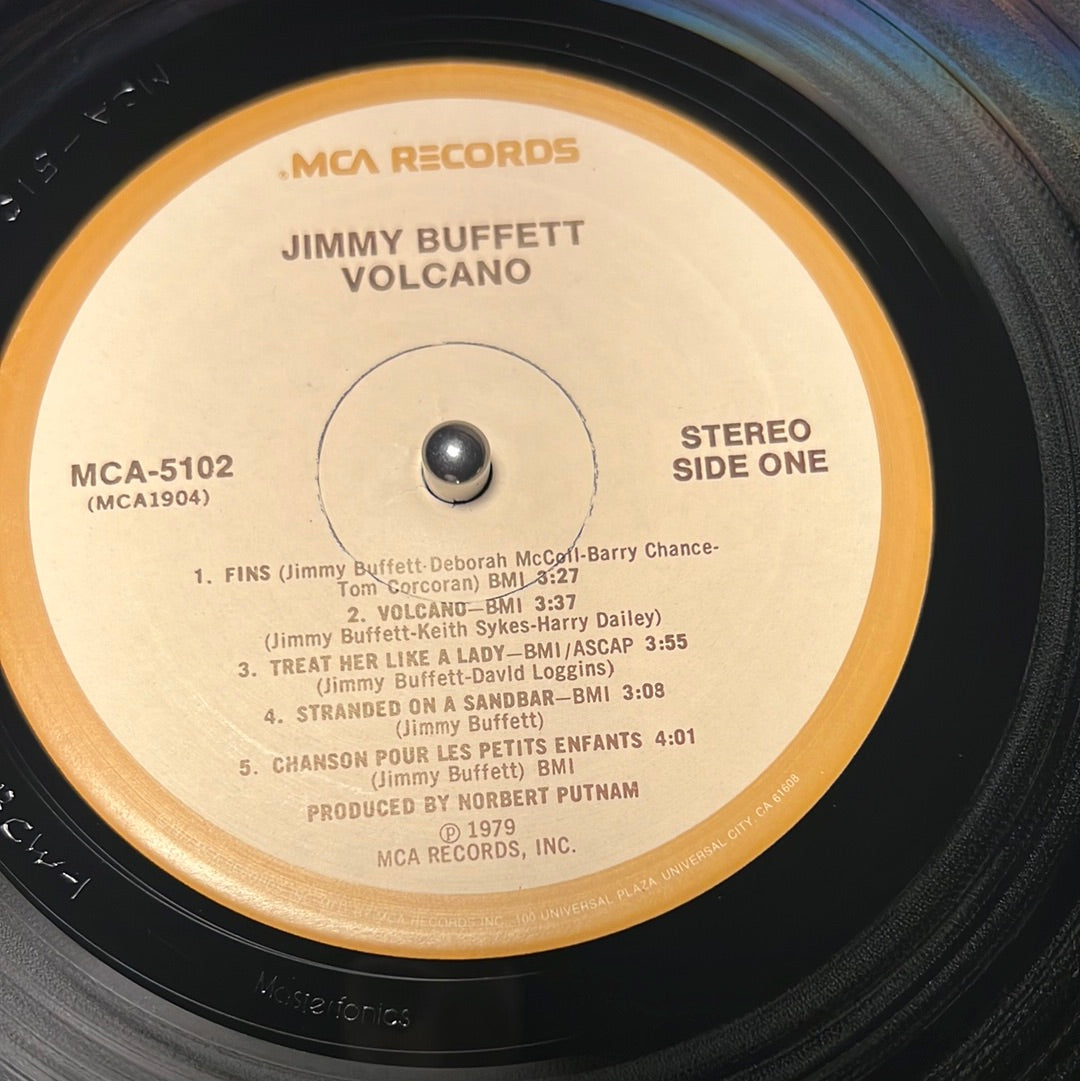 MCA RECORDS
JIMMY BUFFETT
VOLCANO
MCA-5102
(MCA1904)
STEREO
SIDE ONE
1. FINS (Jimmy Buffett-Deborah McColl-Barry Chance-
Tom Corcoran) BMI 3:27
2. VOLCANO—BMI 3:37
(Jimmy Buffett-Keith Sykes-Harry Dailey)
3. TREAT HER LIKE A LADY—BMI/ASCAP 3:55
(Jimmy Buffett-David Loggins)
4. STRANDED ON A SANDBAR—BMI 3:08
(Jimmy Buffett)
5. CHANSON POUR LES PETITS ENFANTS 4:01
(Jimmy Buffett) BMI
PRODUCED BY NORBERT PUTNAM
℗ 1979
MCA RECORDS, INC.
MCA RECORDS INC. 100 UNIVERSAL PLAZA, UNIVERSAL CITY, CA 61608
Masterfonics